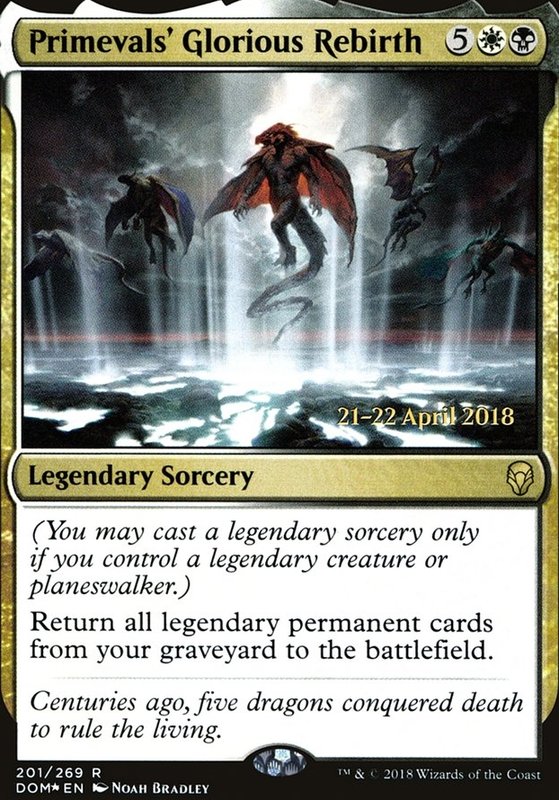 Primevals' Glorious Rebirth 5
21–22 April 2018
Legendary Sorcery
(You may cast a legendary sorcery only
if you control a legendary creature or
planeswalker.)
Return all legendary permanent cards
from your graveyard to the battlefield.
Centuries ago, five dragons conquered death
to rule the living.
201/269 R
DOM★EN Noah Bradley
™ & © 2018 Wizards of the Coast